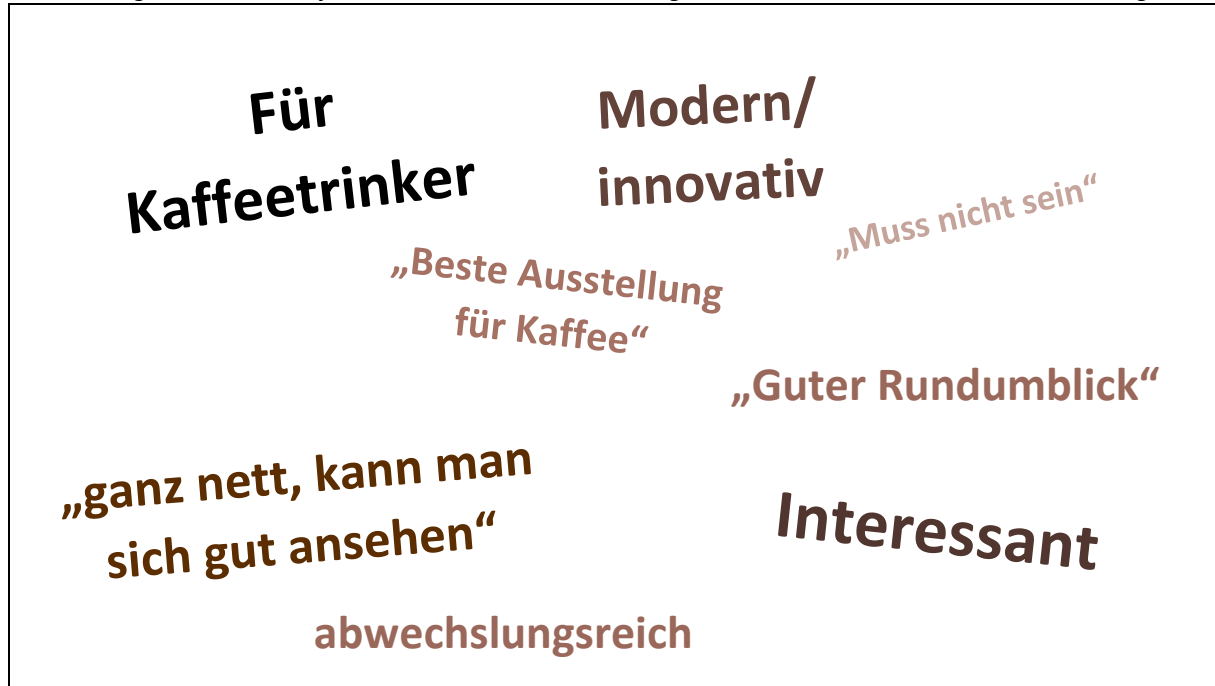 Für
Kaffeetrinker
Modern/
innovativ
„Muss nicht sein“
„Beste Ausstellung
für Kaffee“
„Guter Rundumblick“
„ganz nett, kann man
sich gut ansehen“
Interessant
abwechslungsreich